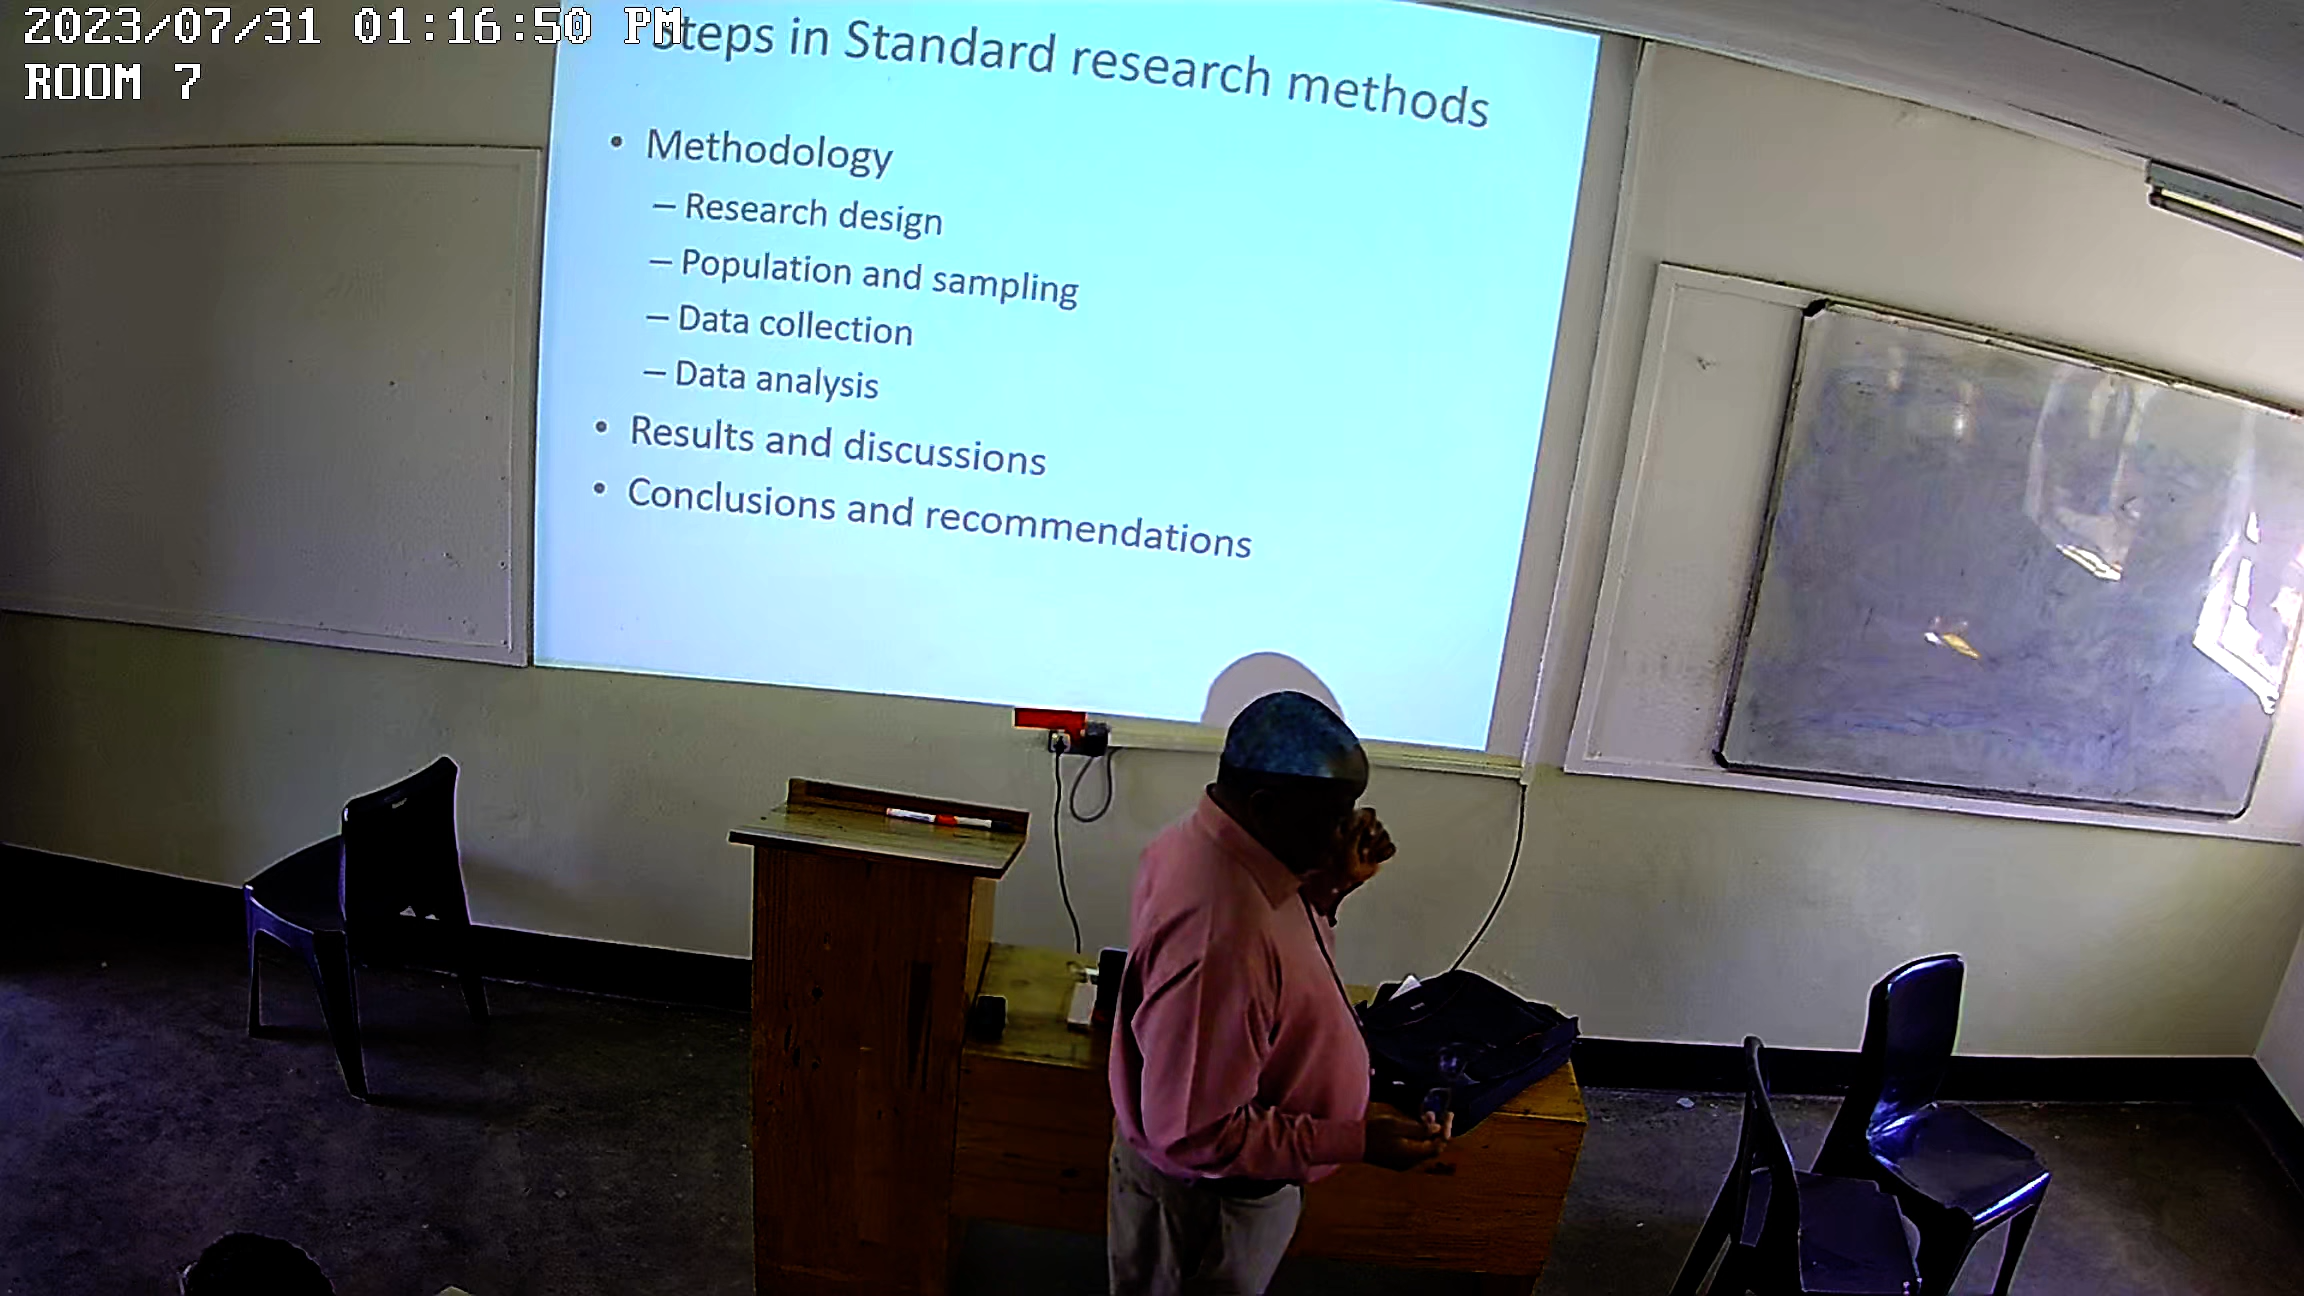 2023/07/31 01:16:50 PM
ROOM 7
Steps in Standard research methods
• Methodology
– Research design
– Population and sampling
– Data collection
– Data analysis
• Results and discussions
• Conclusions and recommendations